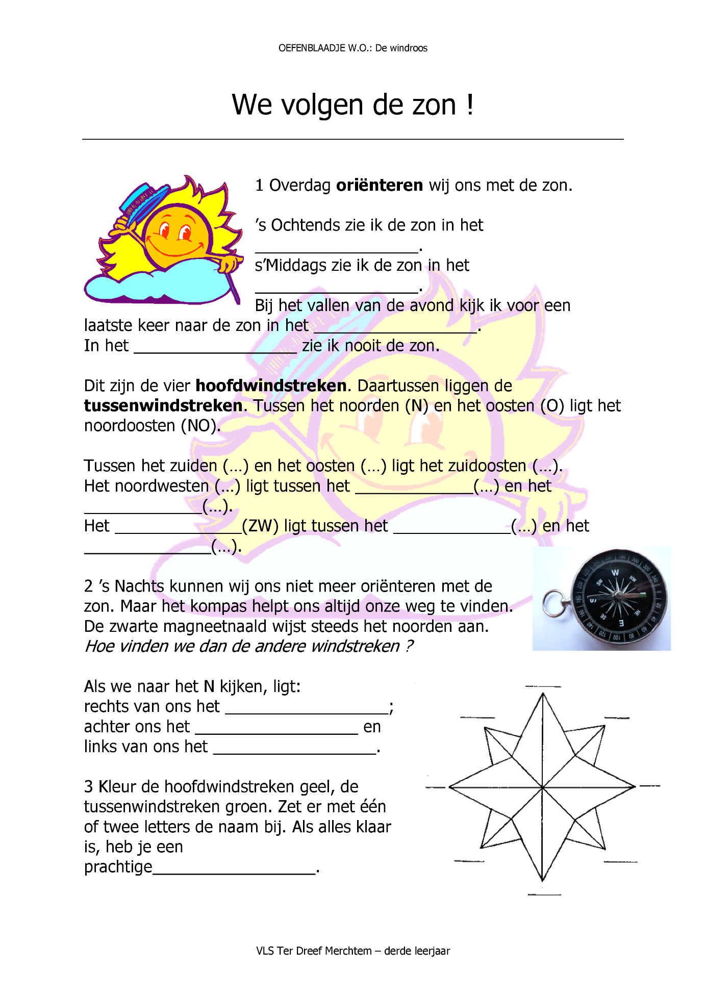 OEFENBLAADJE W.O.: De windroos
We volgen de zon !
1 Overdag oriënteren wij ons met de zon.
’s Ochtends zie ik de zon in het
___________________.
s’Middags zie ik de zon in het
___________________.
Bij het vallen van de avond kijk ik voor een
laatste keer naar de zon in het ___________________.
In het ___________________ zie ik nooit de zon.
Dit zijn de vier hoofdwindstreken. Daartussen liggen de
tussenwindstreken. Tussen het noorden (N) en het oosten (O) ligt het
noordoosten (NO).
Tussen het zuiden (…) en het oosten (…) ligt het zuidoosten (…).
Het noordwesten (…) ligt tussen het ______________(…) en het
______________(…).
Het _______________(ZW) ligt tussen het ______________(…) en het
_______________(…).
2 ’s Nachts kunnen wij ons niet meer oriënteren met de
zon. Maar het kompas helpt ons altijd onze weg te vinden.
De zwarte magneetnaald wijst steeds het noorden aan.
Hoe vinden we dan de andere windstreken ?
W
SW
NW
S
SE
NE
E
Als we naar het N kijken, ligt:
rechts van ons het ___________________;
achter ons het ___________________ en
links van ons het ___________________.
3 Kleur de hoofdwindstreken geel, de
tussenwindstreken groen. Zet er met één
of twee letters de naam bij. Als alles klaar
is, heb je een
prachtige___________________.
VLS Ter Dreef Merchtem – derde leerjaar